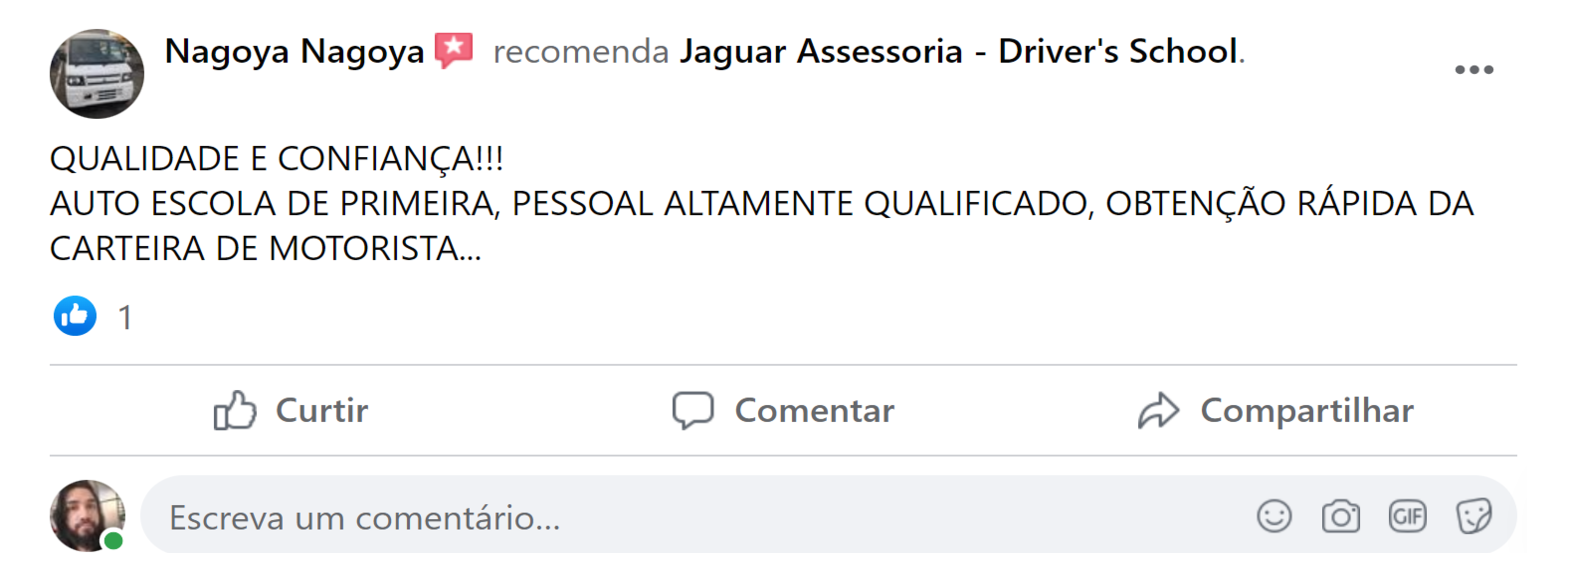 Nagoya Nagoya recomenda Jaguar Assessoria - Driver's School.
QUALIDADE E CONFIANÇA!!!
AUTO ESCOLA DE PRIMEIRA, PESSOAL ALTAMENTE QUALIFICADO, OBTENÇÃO RÁPIDA DA
CARTEIRA DE MOTORISTA...
1
Curtir Comentar Compartilhar
Escreva um comentário... GIF